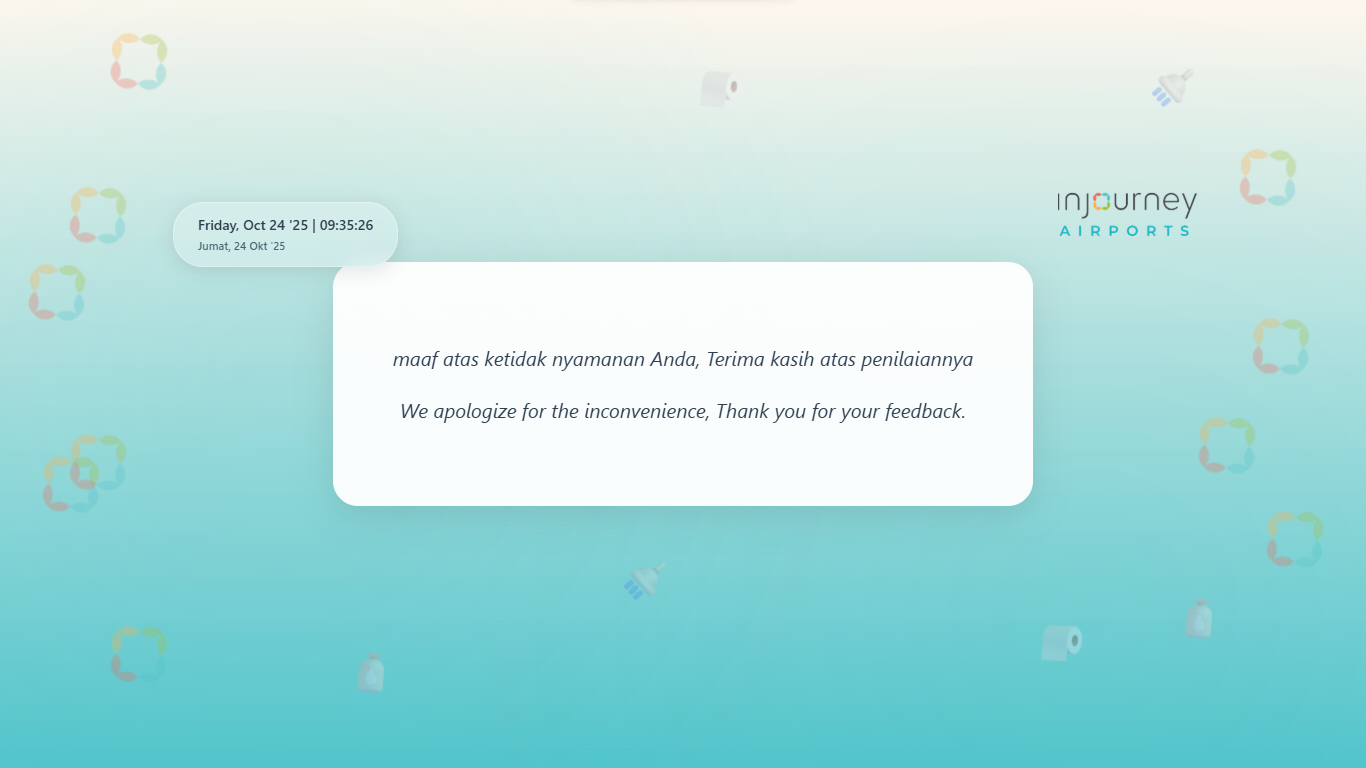 Friday, Oct 24 '25 | 09:35:26
Jumat, 24 Okt '25
injourney
AIRPORTS
maaf atas ketidak nyamanan Anda, Terima kasih atas penilaiannya
We apologize for the inconvenience, Thank you for your feedback.